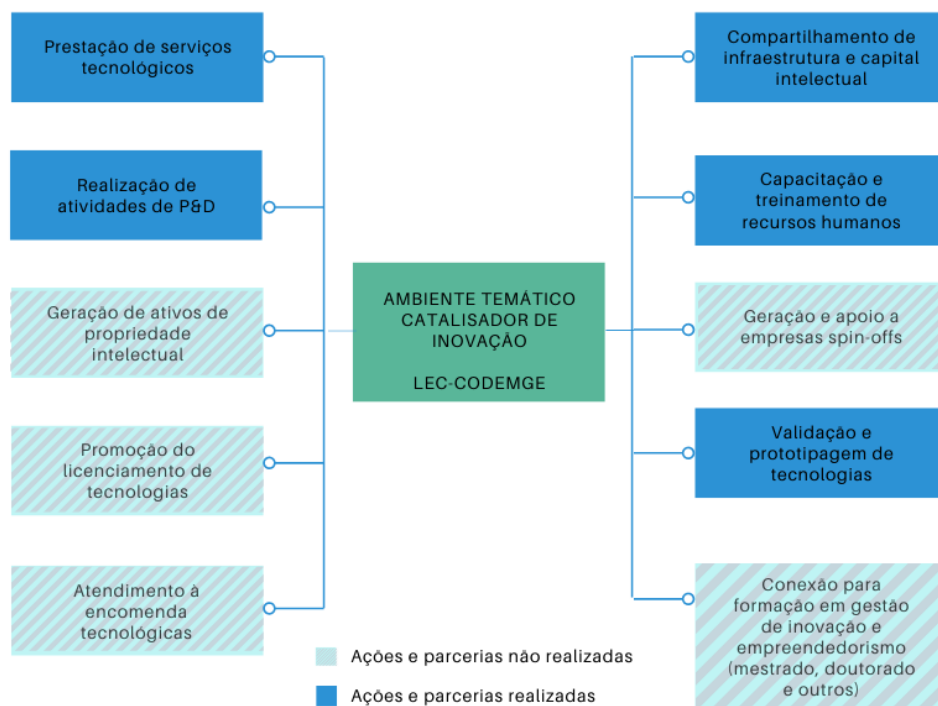 Prestação de serviços
tecnológicos
Realização de
atividades de P&D
Geração de ativos de
propriedade
intelectual
Promoção do
licenciamento de
tecnologias
Atendimento à
encomenda
tecnológicas
AMBIENTE TEMÁTICO
CATALISADOR DE
INOVAÇÃO
LEC-CODEMGE
Compartilhamento de
infraestrutura e capital
intelectual
Capacitação e
treinamento de
recursos humanos
Geração e apoio a
empresas spin-offs
Validação e
prototipagem de
tecnologias
Conexão para
formação em gestão
de inovação e
empreendedorismo
(mestrado, doutorado
e outros)
Ações e parcerias não realizadas
Ações e parcerias realizadas